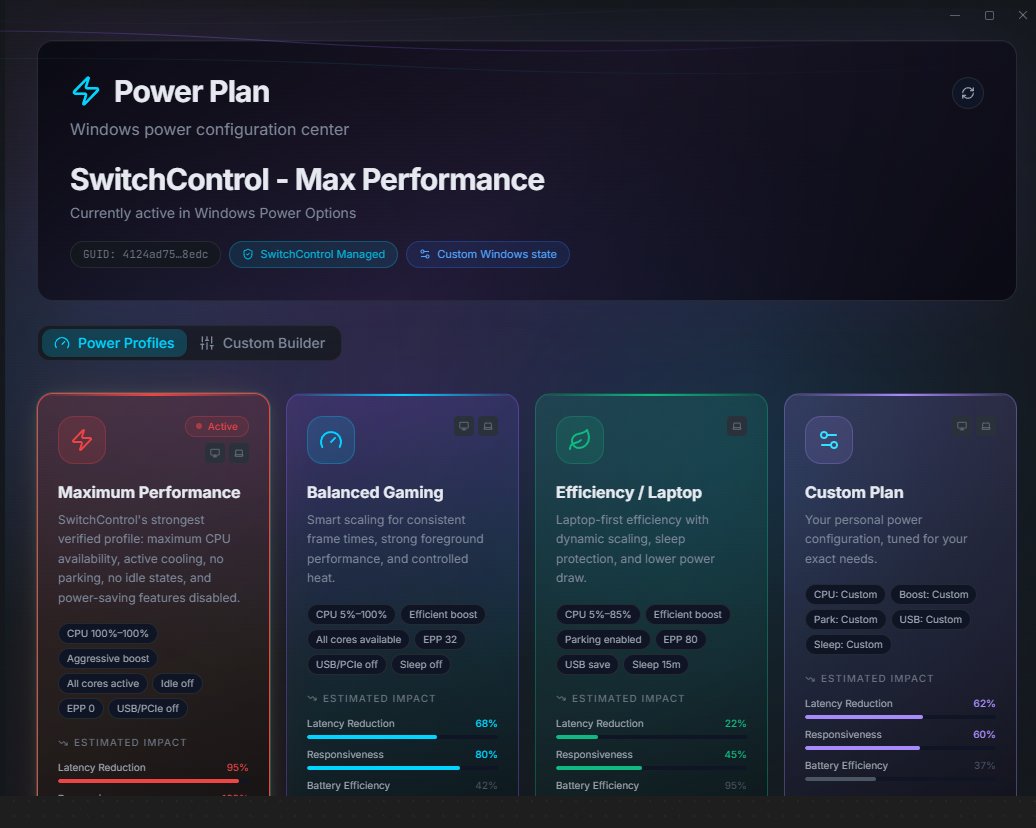 Power Plan
Windows power configuration center
SwitchControl - Max Performance
Currently active in Windows Power Options
GUID: 4124ad75…8edc
SwitchControl Managed
Custom Windows state
Power Profiles
Custom Builder
Active
Maximum Performance
SwitchControl's strongest
verified profile: maximum CPU
availability, active cooling, no
parking, no idle states, and
power-saving features disabled.
CPU 100%–100%
Aggressive boost
All cores active
Idle off
EPP 0
USB/PCIe off
ESTIMATED IMPACT
Latency Reduction
95%
Balanced Gaming
Smart scaling for consistent
frame times, strong foreground
performance, and controlled
heat.
CPU 5%–100%
Efficient boost
All cores available
EPP 32
USB/PCIe off
Sleep off
ESTIMATED IMPACT
Latency Reduction
68%
Responsiveness
80%
Battery Efficiency
42%
Efficiency / Laptop
Laptop-first efficiency with
dynamic scaling, sleep
protection, and lower power
draw.
CPU 5%–85%
Efficient boost
Parking enabled
EPP 80
USB save
Sleep 15m
ESTIMATED IMPACT
Latency Reduction
22%
Responsiveness
45%
Battery Efficiency
95%
Custom Plan
Your personal power
configuration, tuned for your
exact needs.
CPU: Custom
Boost: Custom
Park: Custom
USB: Custom
Sleep: Custom
ESTIMATED IMPACT
Latency Reduction
62%
Responsiveness
60%
Battery Efficiency
37%